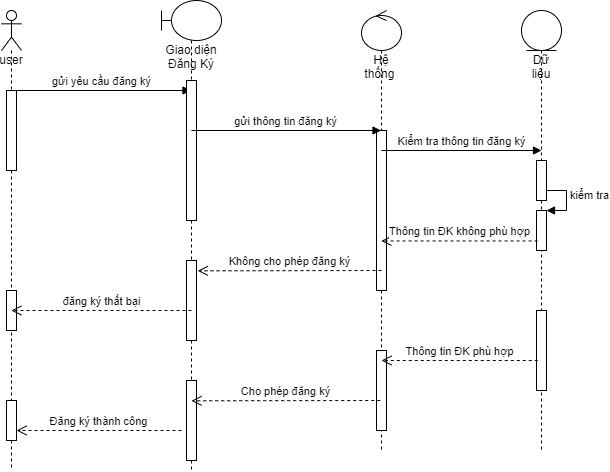 user
Giao diện
Đăng Ký
Hệ
thống
Dữ
liệu
gửi yêu cầu đăng ký
gửi thông tin đăng ký
Kiểm tra thông tin đăng ký
kiểm tra
Thông tin ĐK không phù hợp
Không cho phép đăng ký
đăng ký thất bại
Thông tin ĐK phù hợp
Cho phép đăng ký
Đăng ký thành công